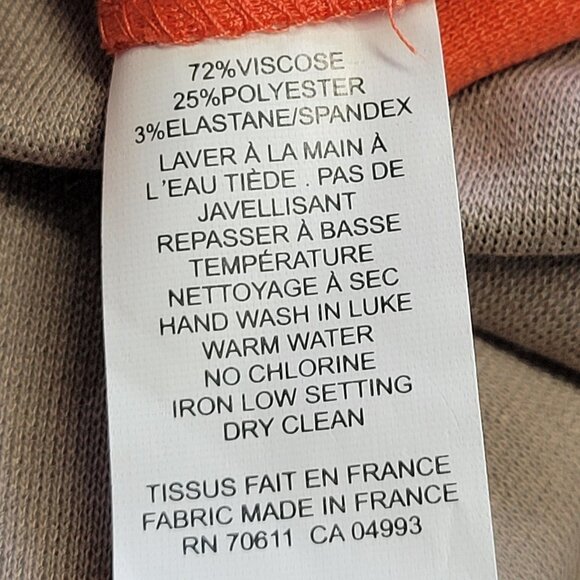 72%VISCOSE
25%POLYESTER
3%ELASTANE/SPANDEX
LAVER À LA MAIN À
L'EAU TIÈDE . PAS DE
JAVELLISANT
REPASSER À BASSE
TEMPÉRATURE
NETTOYAGE À SEC
HAND WASH IN LUKE
WARM WATER
NO CHLORINE
IRON LOW SETTING
DRY CLEAN
TISSUS FAIT EN FRANCE
FABRIC MADE IN FRANCE
RN 70611 CA 04993